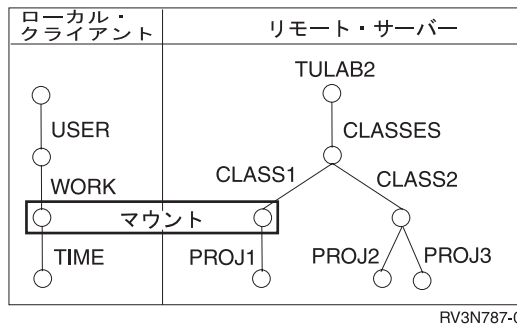 ローカル・
クライアント
リモート・サーバー
TULAB2
USER
CLASSES
CLASS1
CLASS2
WORK
マウント
TIME
PROJ1
PROJ2
PROJ3